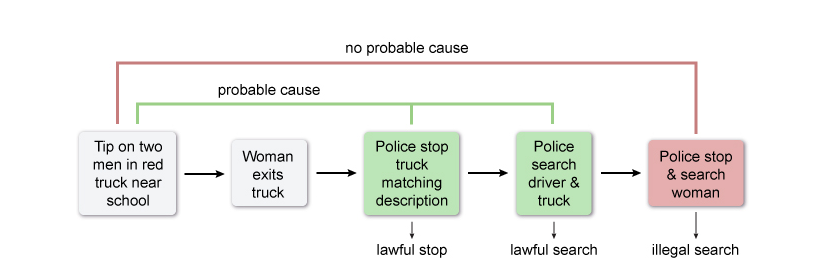 no probable cause
probable cause
Tip on two
men in red
truck near
school
Woman
exits
truck
Police stop
truck
matching
description
Police
search
driver &
truck
Police stop
& search
woman
lawful stop
lawful search
illegal search